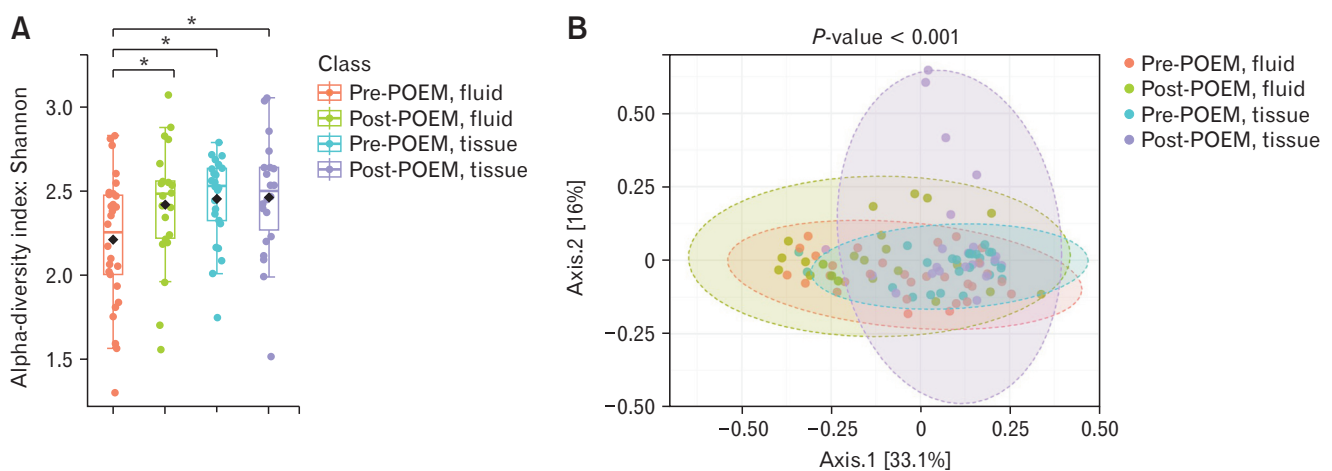 A
*
*
*
Alpha-diversity index: Shannon
3.0
2.5
2.0
1.5
Class
Pre-POEM, fluid
Post-POEM, fluid
Pre-POEM, tissue
Post-POEM, tissue
B
P-value < 0.001
Axis.2 [16%]
0.50
0.25
0
−0.25
−0.50
−0.50 −0.25 0 0.25 0.50
Axis.1 [33.1%]
Pre-POEM, fluid
Post-POEM, fluid
Pre-POEM, tissue
Post-POEM, tissue